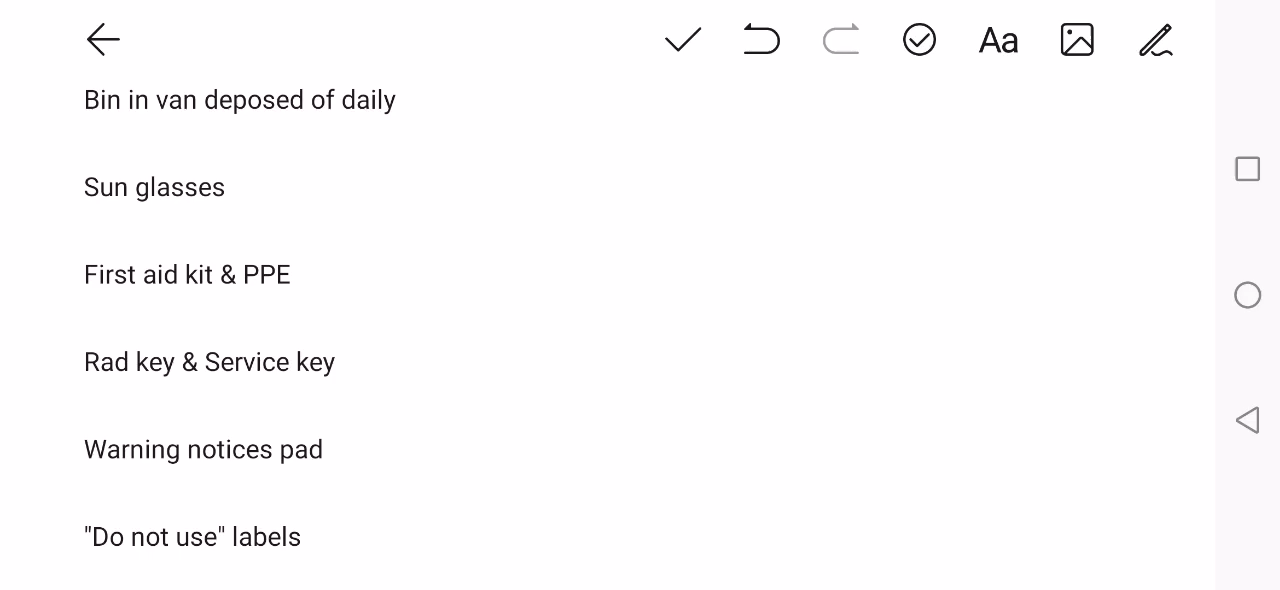 Aa
Bin in van deposed of daily
Sun glasses
First aid kit & PPE
Rad key & Service key
Warning notices pad
"Do not use" labels